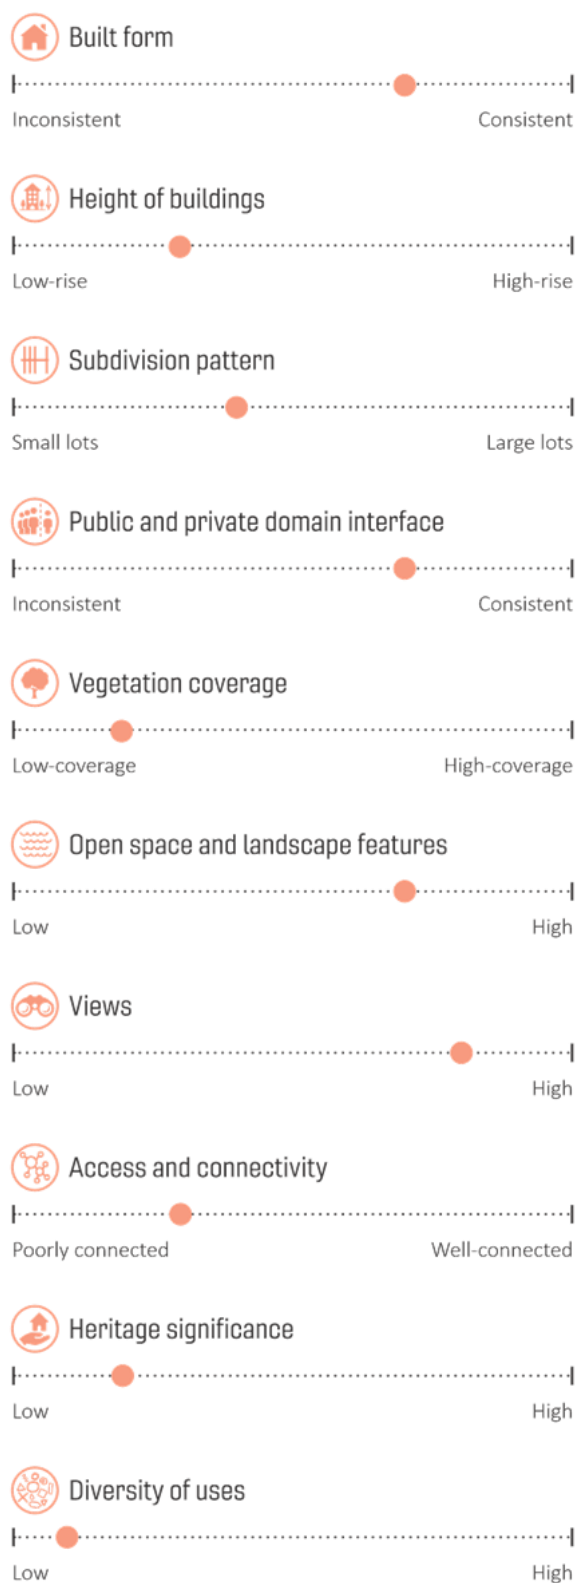 Built form
Inconsistent Consistent
Height of buildings
Low-rise High-rise
Subdivision pattern
Small lots Large lots
Public and private domain interface
Inconsistent Consistent
Vegetation coverage
Low-coverage High-coverage
Open space and landscape features
Low High
Views
Low High
Access and connectivity
Poorly connected Well-connected
Heritage significance
Low High
Diversity of uses
Low High